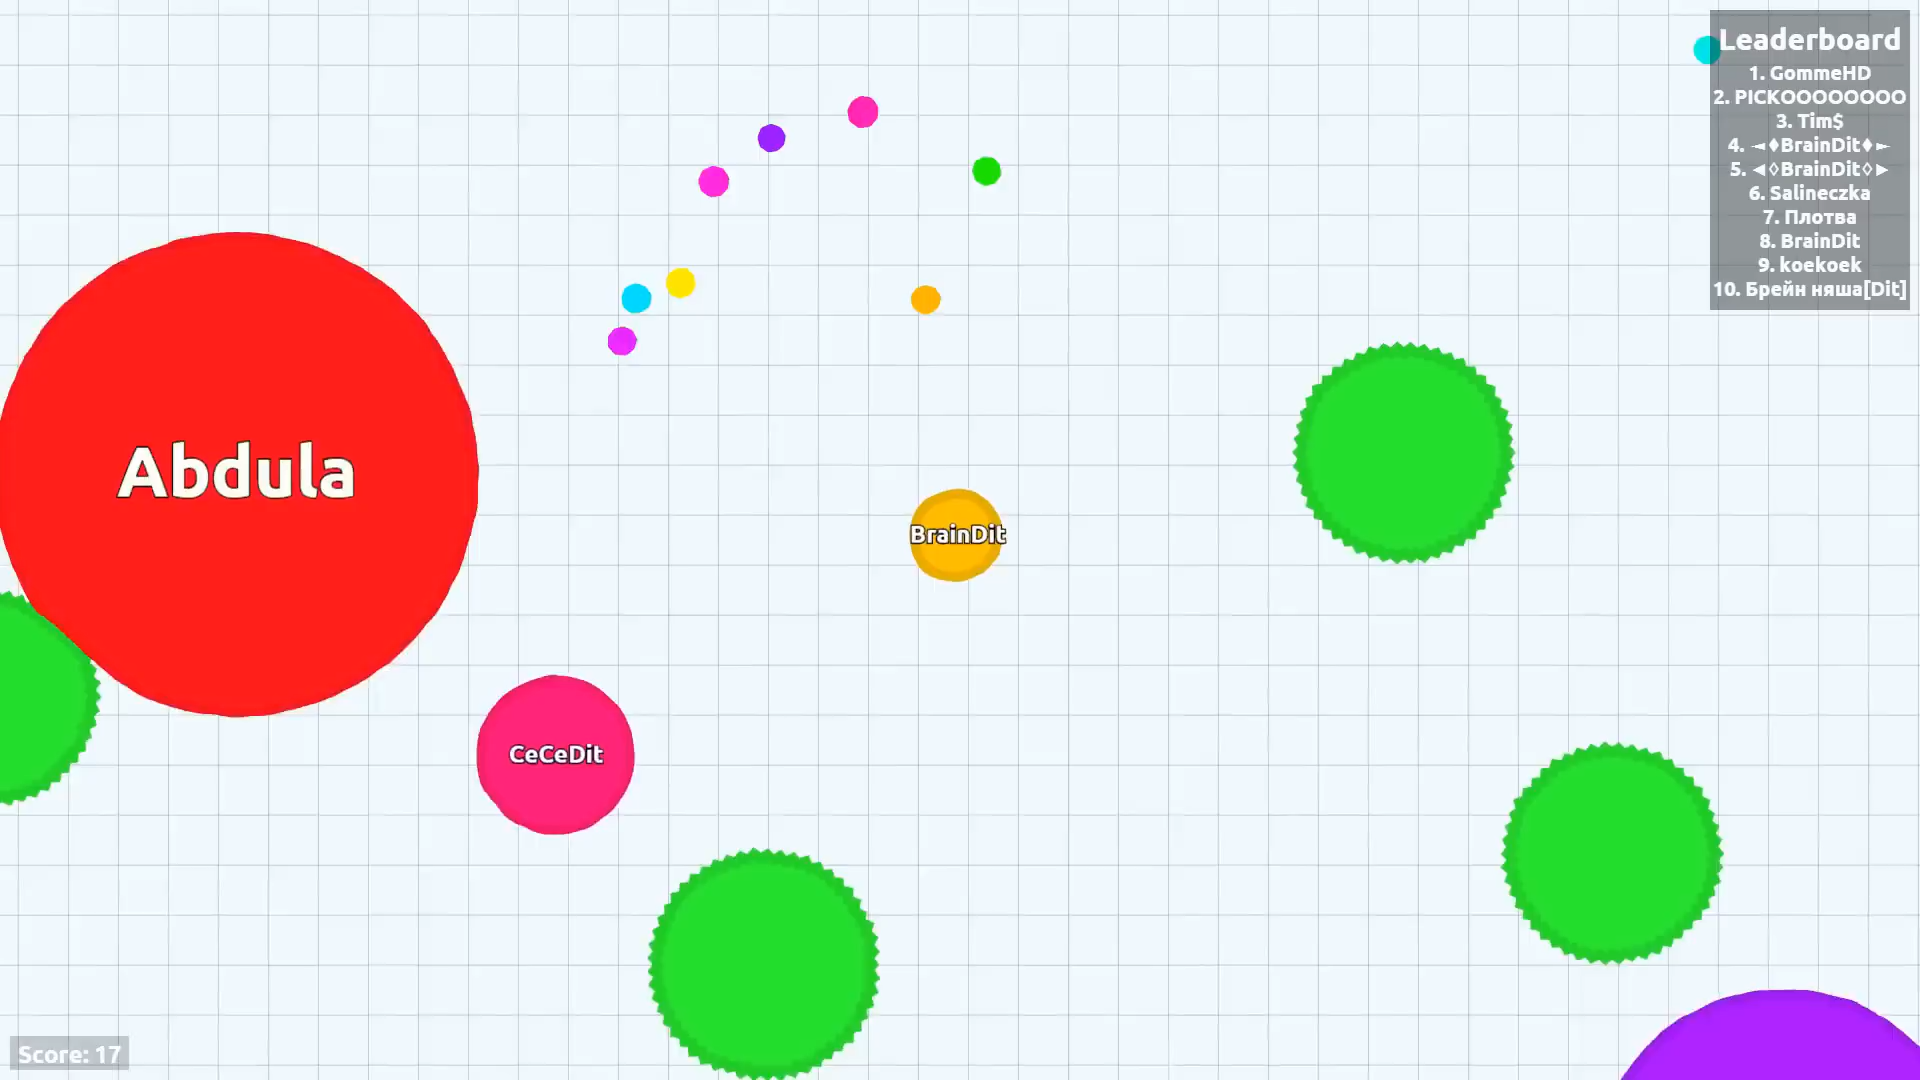 Leaderboard
1. GommeHD
2. PICKOOOOOOOO
3. Tim$
4. ◄♦BrainDit♦►
5. ◀◊BrainDit◊▶
6. Salineczka
7. Плотва
8. BrainDit
9. koekoek
10. Брейн няша[Dit]
Abdula
BrainDit
CeCeDit
Score: 17